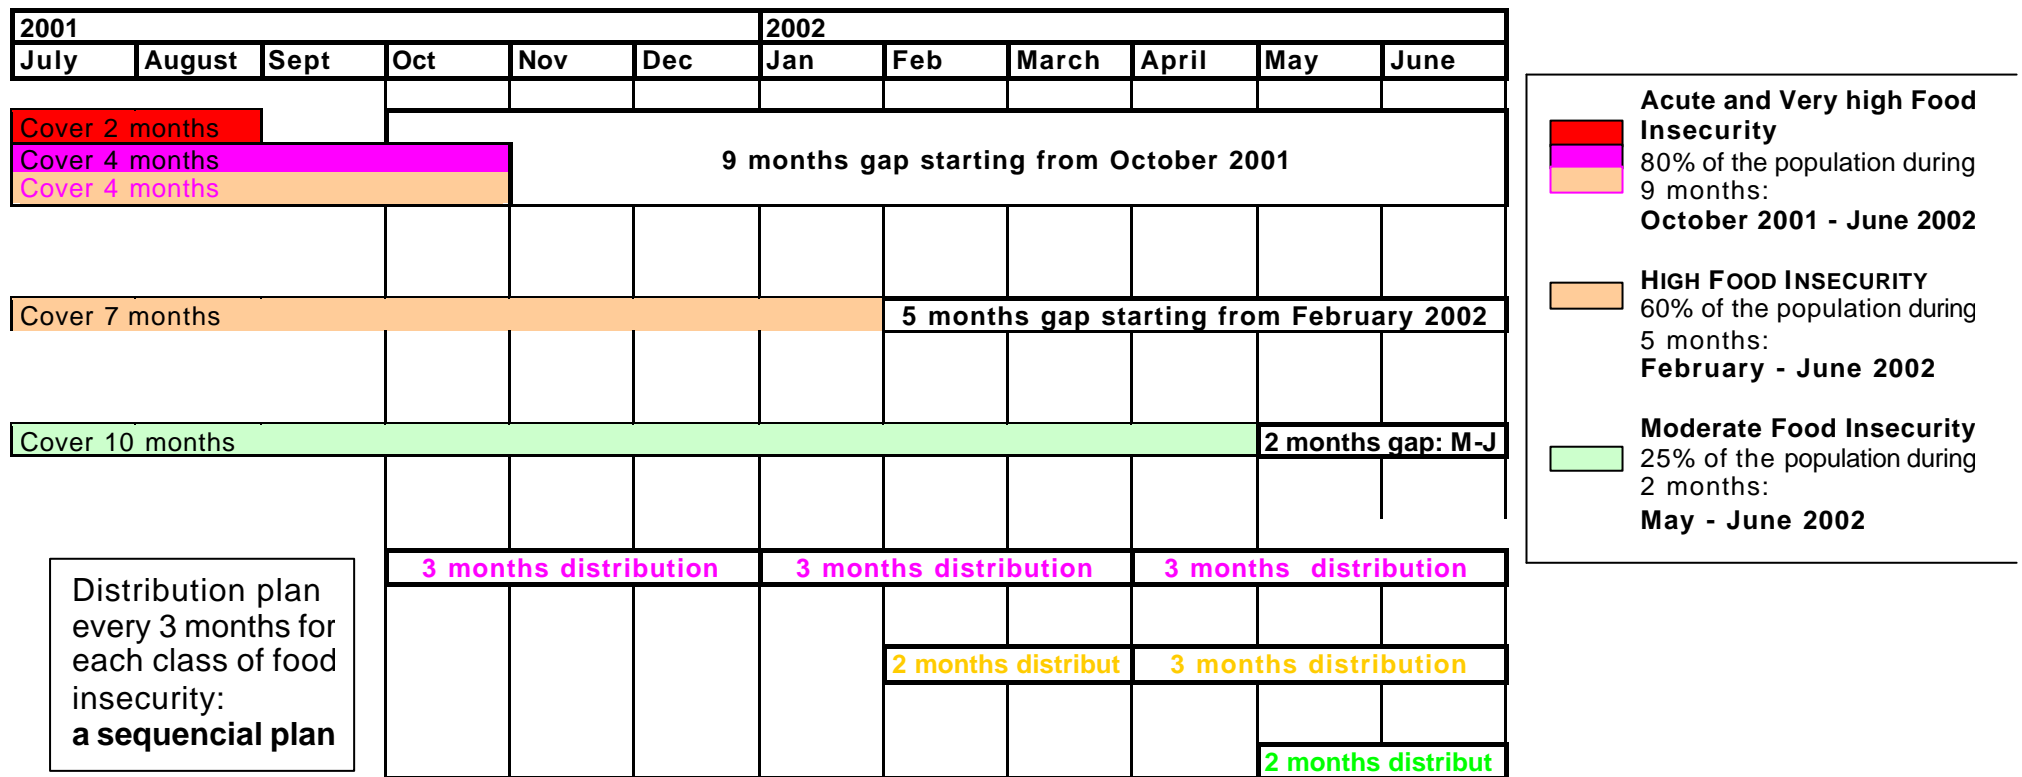 2001 2002
July August Sept Oct Nov Dec Jan Feb March April May June
Cover 2 months
Cover 4 months
Cover 4 months
9 months gap starting from October 2001
Cover 7 months
5 months gap starting from February 2002
Cover 10 months
2 months gap: M-J
3 months distribution 3 months distribution 3 months distribution
2 months distribut 3 months distribution
2 months distribut
Distribution plan
every 3 months for
each class of food
insecurity:
a sequencial plan
Acute and Very high Food
Insecurity
80% of the population during
9 months:
October 2001 - June 2002
HIGH FOOD INSECURITY
60% of the population during
5 months:
February - June 2002
Moderate Food Insecurity
25% of the population during
2 months:
May - June 2002